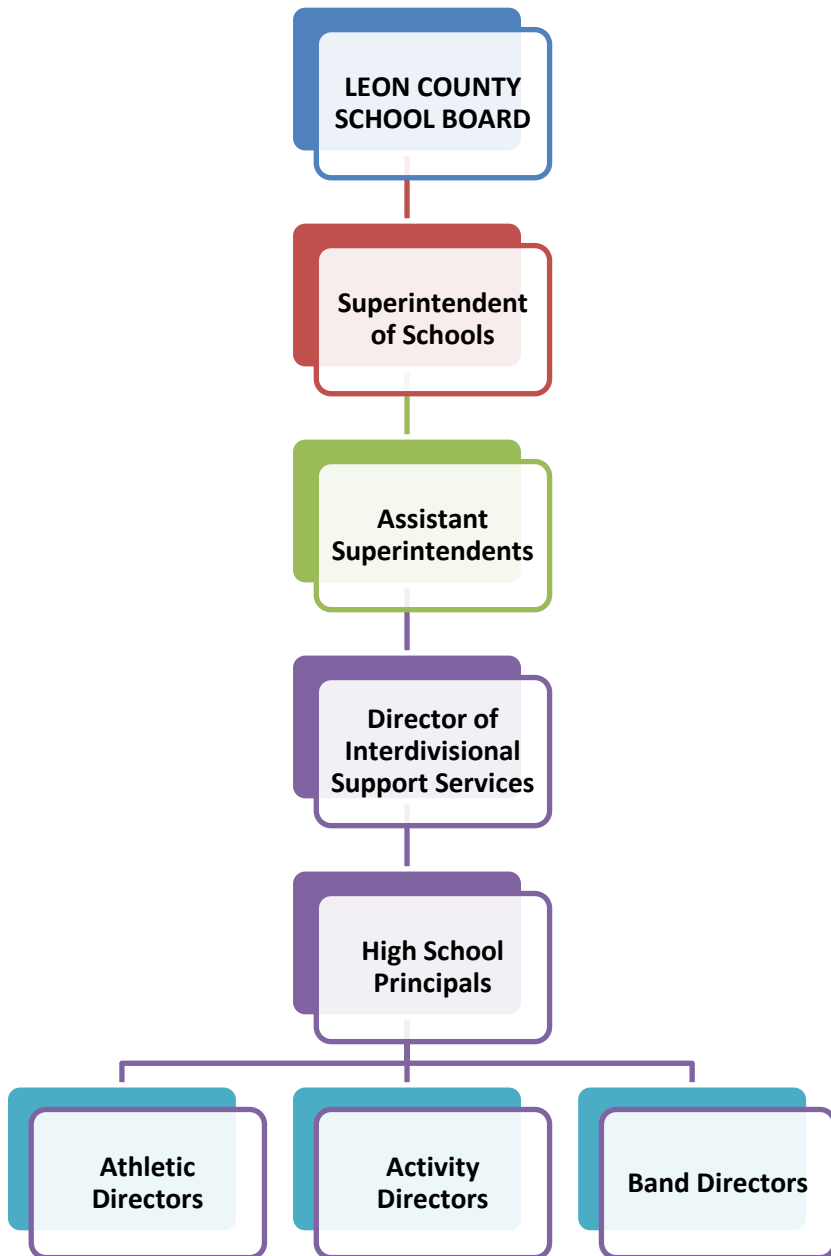 LEON COUNTY
SCHOOL BOARD
Superintendent
of Schools
Assistant
Superintendents
Director of
Interdivisional
Support Services
High School
Principals
Athletic
Directors
Activity
Directors
Band Directors